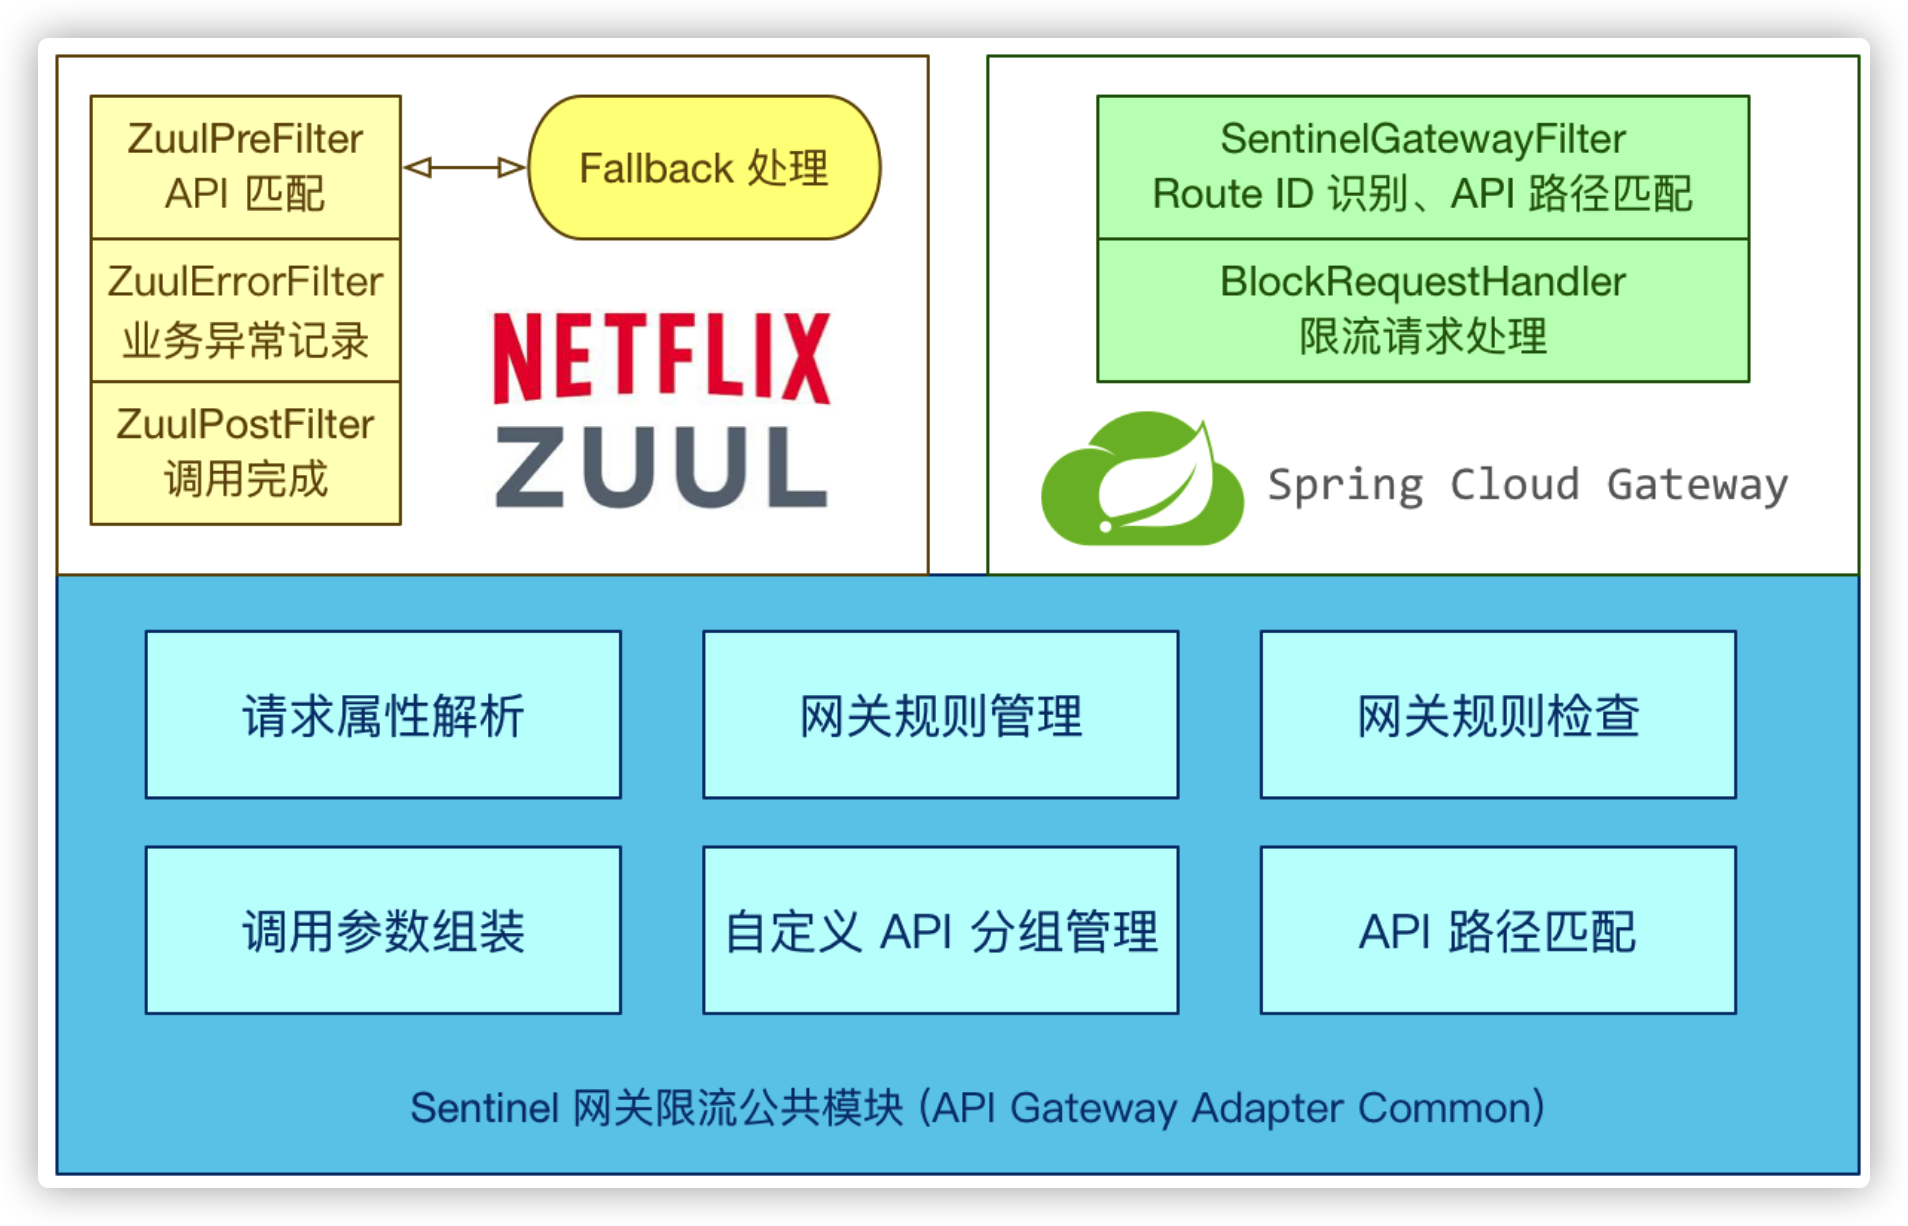 ZuulPreFilter
API 匹配
Fallback 处理
ZuulErrorFilter
业务异常记录
ZuulPostFilter
调用完成
NETFLIX
ZUUL
SentinelGatewayFilter
Route ID 识别、API 路径匹配
BlockRequestHandler
限流请求处理
Spring Cloud Gateway
请求属性解析
网关规则管理
网关规则检查
调用参数组装
自定义 API 分组管理
API 路径匹配
Sentinel 网关限流公共模块 (API Gateway Adapter Common)